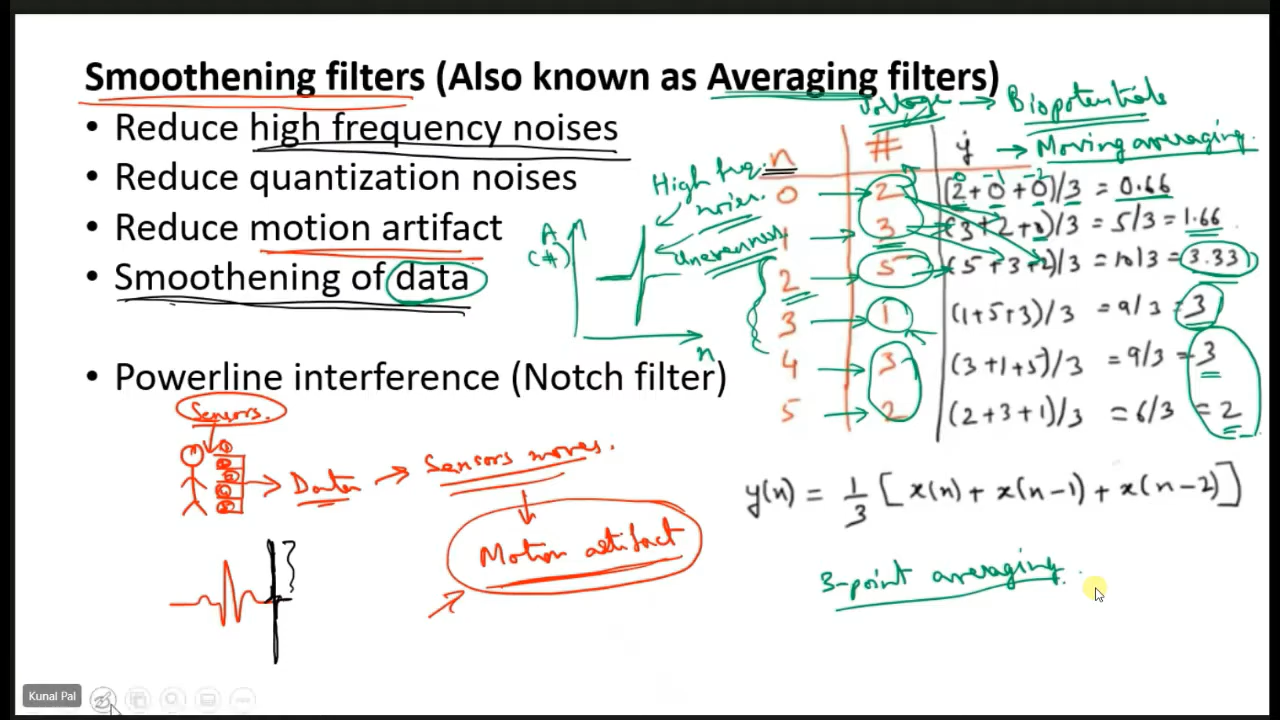 Smoothening filters (Also known as Averaging filters)
Voltage → Biopotentials
• Reduce high frequency noises
• Reduce quantization noises
• Reduce motion artifact
• Smoothening of data
• Powerline interference (Notch filter)
High freq. noises.
Unevenness.
A
(#)
n
n # y → Moving averaging.
0 -1 -2
0 → 2 (2+0+0)/3 = 0.66
1 → 3 (3+2+0)/3 = 5/3 = 1.66
2 → 5 (5+3+2)/3 = 10/3 = 3.33
3 → 1 (1+5+3)/3 = 9/3 = 3
4 → 3 (3+1+5)/3 = 9/3 = 3
5 → 2 (2+3+1)/3 = 6/3 = 2
y(n) = 1/3 [x(n) + x(n-1) + x(n-2)]
3-point averaging.
Sensors.
→ Data → Sensors moves.
Motion artifact
Kunal Pal